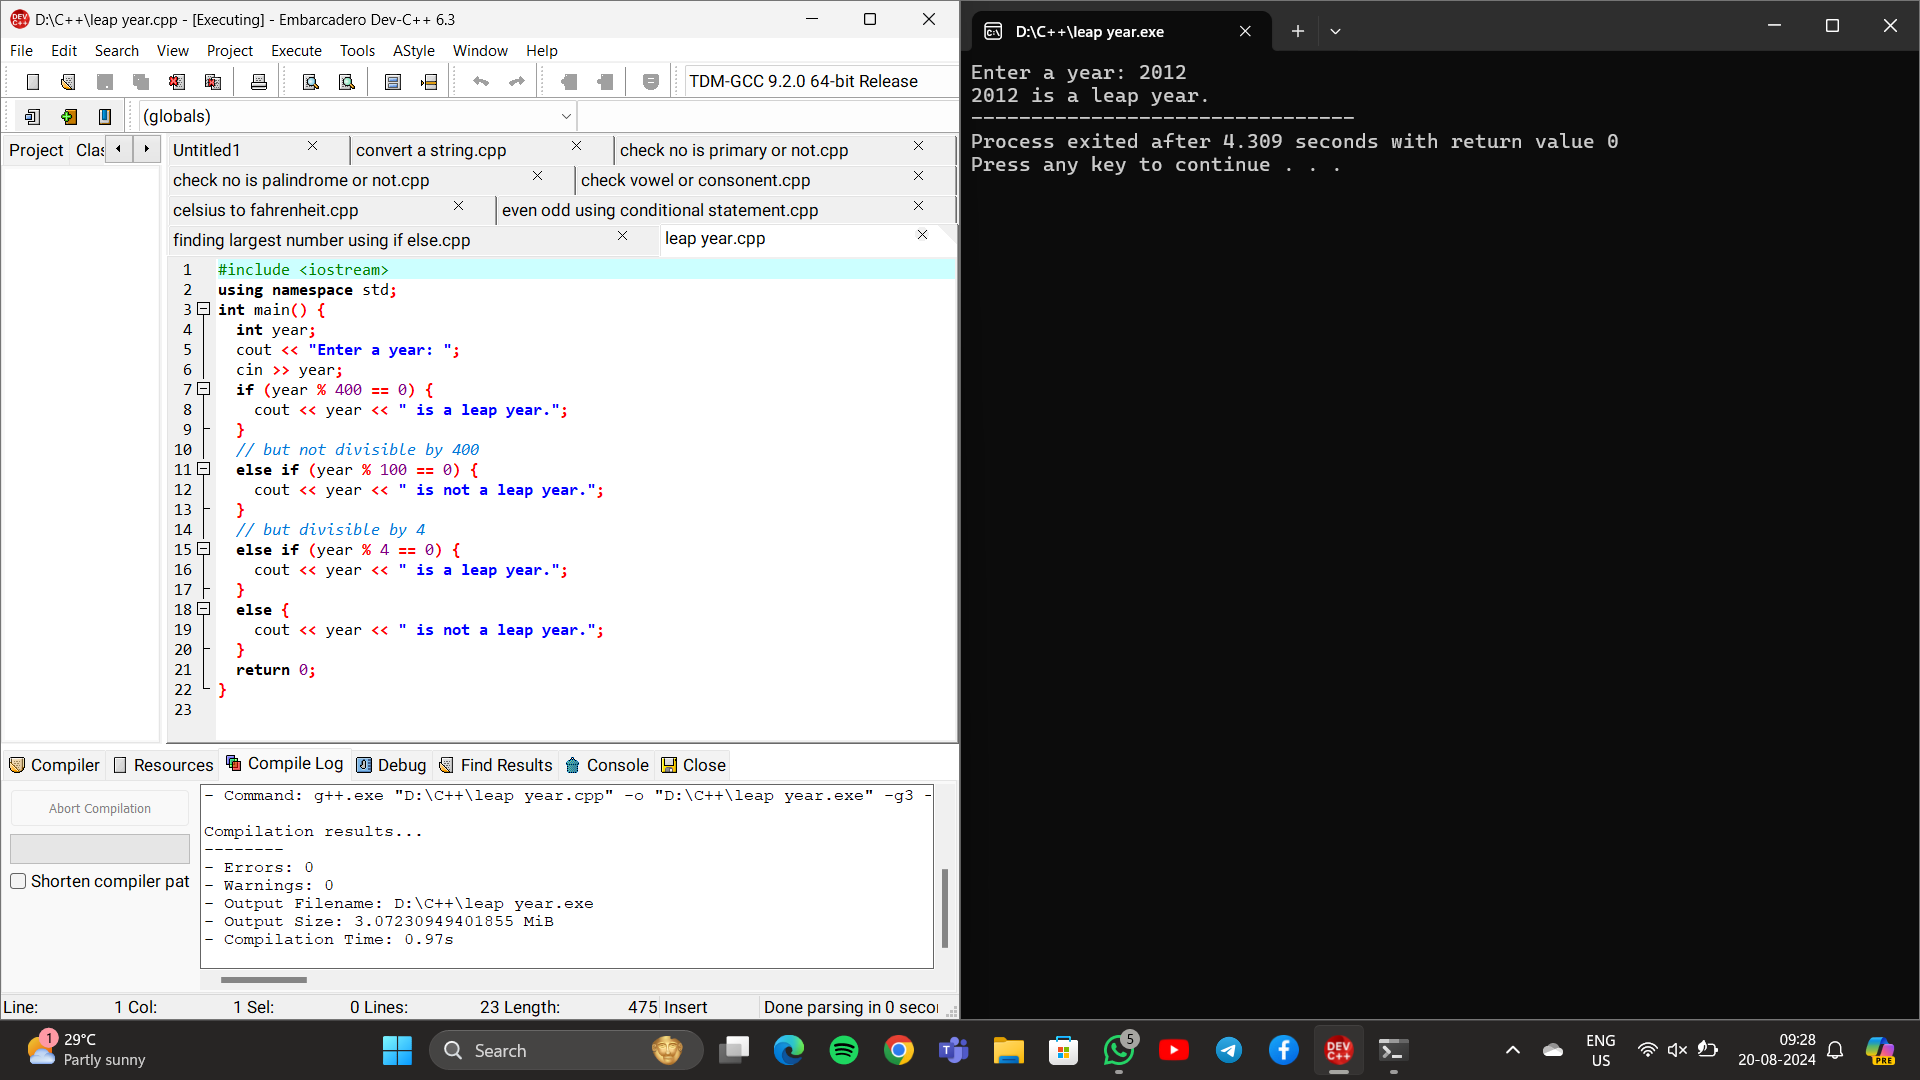 D:\C++\leap year.cpp - [Executing] - Embarcadero Dev-C++ 6.3
File Edit Search View Project Execute Tools AStyle Window Help
TDM-GCC 9.2.0 64-bit Release
(globals)
Project Clas
Untitled1 convert a string.cpp check no is primary or not.cpp
check no is palindrome or not.cpp check vowel or consonent.cpp
celsius to fahrenheit.cpp even odd using conditional statement.cpp
finding largest number using if else.cpp leap year.cpp
1 #include <iostream>
2 using namespace std;
3 int main() {
4 int year;
5 cout << "Enter a year: ";
6 cin >> year;
7 if (year % 400 == 0) {
8 cout << year << " is a leap year.";
9 }
10 // but not divisible by 400
11 else if (year % 100 == 0) {
12 cout << year << " is not a leap year.";
13 }
14 // but divisible by 4
15 else if (year % 4 == 0) {
16 cout << year << " is a leap year.";
17 }
18 else {
19 cout << year << " is not a leap year.";
20 }
21 return 0;
22 }
23
Compiler Resources Compile Log Debug Find Results Console Close
Abort Compilation
Shorten compiler pat
- Command: g++.exe "D:\C++\leap year.cpp" -o "D:\C++\leap year.exe" -g3 -
Compilation results...
--------
- Errors: 0
- Warnings: 0
- Output Filename: D:\C++\leap year.exe
- Output Size: 3.07230949401855 MiB
- Compilation Time: 0.97s
Line: 1 Col: 1 Sel: 0 Lines: 23 Length: 475 Insert Done parsing in 0 secon
D:\C++\leap year.exe
Enter a year: 2012
2012 is a leap year.
--------------------------------
Process exited after 4.309 seconds with return value 0
Press any key to continue . . .
1
29°C
Partly sunny
Search
5
DEV
C++
ENG
US
09:28
20-08-2024
PRE